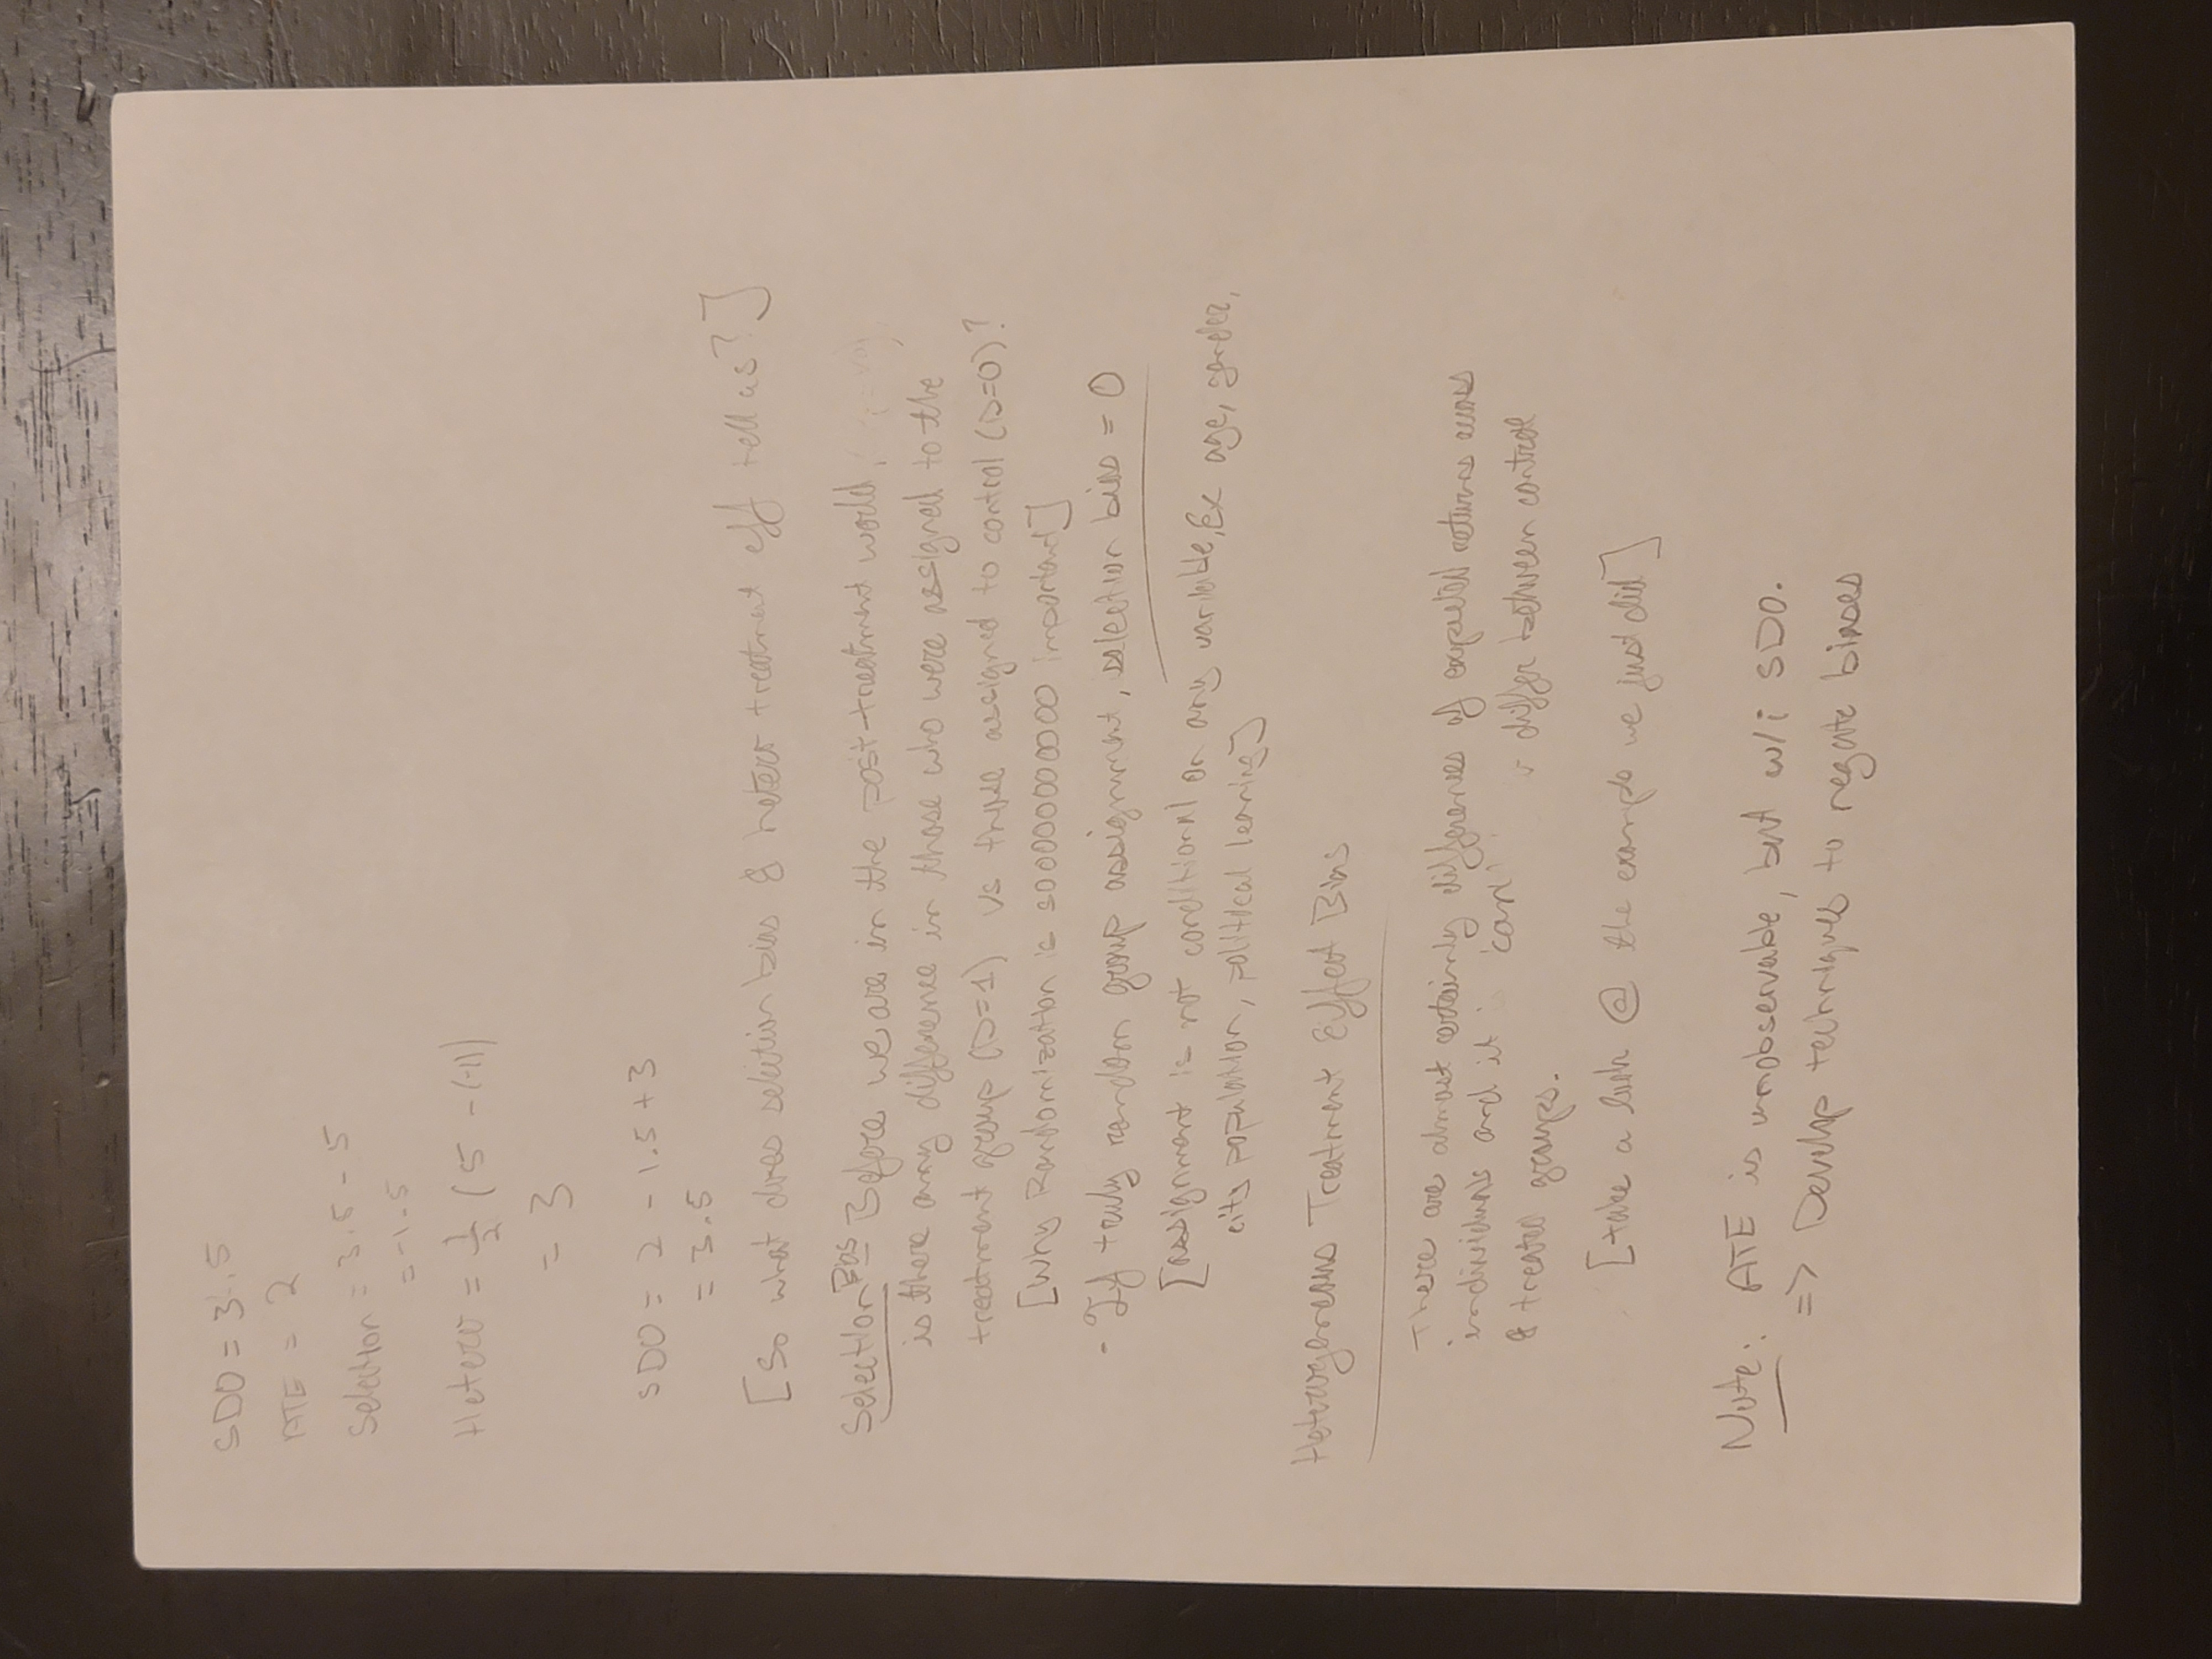 SDO = 3.5
ATE = 2
Selection = 3.5 - 5
= -1.5
Hetero = 1/2 (5 - (-1))
= 3
SDO = 2 - 1.5 + 3
= 3.5
[So what does selection bias & hetero treatment eff tell us?]
Selection Bias Before we are in the post-treatment world,
is there any difference in those who were assigned to the
treatment group (D=1) vs those assigned to control (D=0)?
[Why Randomization is soooooooooooo important]
- If truly random group assignment, selection bias = 0
[assignment is not conditional on any variable, Ex age, gender,
city population, political leaning]
Heterogeneous Treatment Effect Bias
There are almost certainly differences of expected returns across
individuals and it can differ between control
& treated groups.
[take a look @ the example we just did]
Note: ATE is unobservable, but w/i SDO.
=> Develop techniques to negate biases